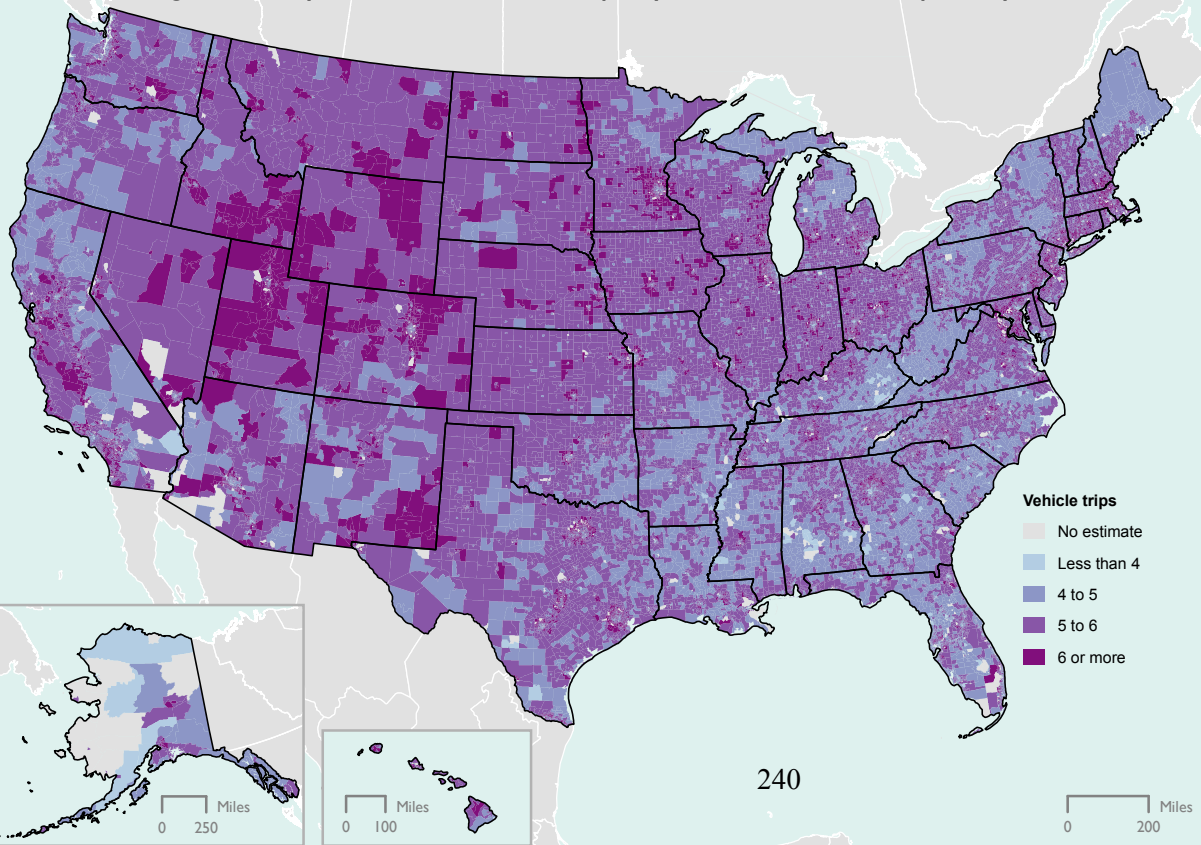 Vehicle trips
No estimate
Less than 4
4 to 5
5 to 6
6 or more
240
Miles
0 250
Miles
0 100
Miles
0 200